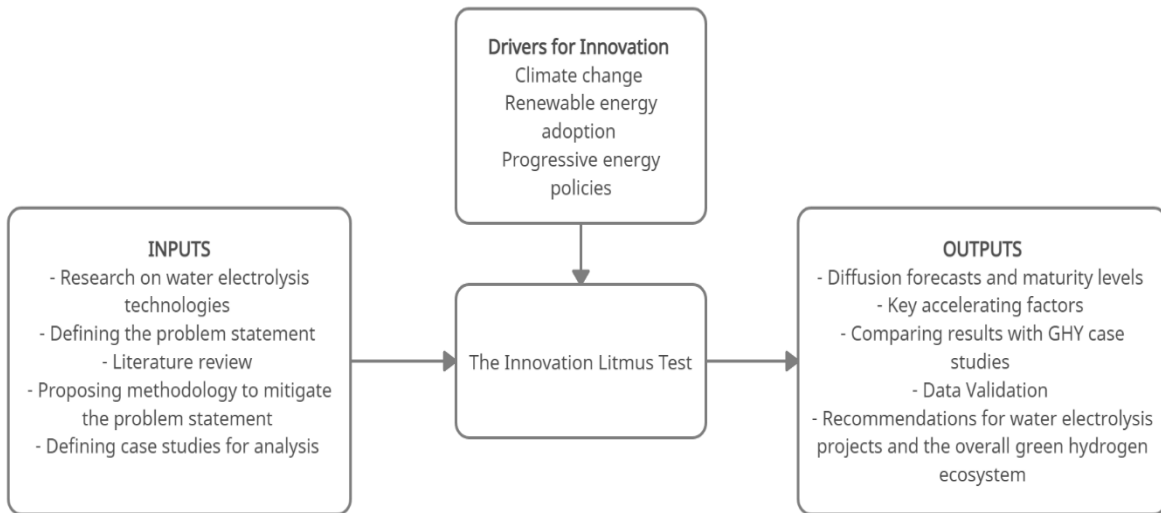 Drivers for Innovation
Climate change
Renewable energy
adoption
Progressive energy
policies
INPUTS
- Research on water electrolysis
technologies
- Defining the problem statement
- Literature review
- Proposing methodology to mitigate
the problem statement
- Defining case studies for analysis
The Innovation Litmus Test
OUTPUTS
- Diffusion forecasts and maturity levels
- Key accelerating factors
- Comparing results with GHY case
studies
- Data Validation
- Recommendations for water electrolysis
projects and the overall green hydrogen
ecosystem